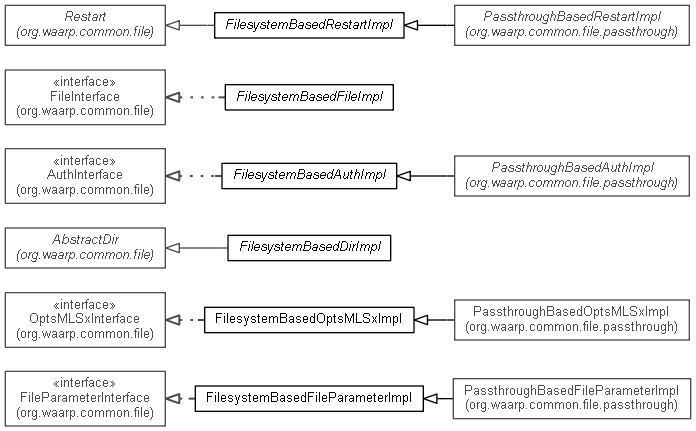 Restart
(org.waarp.common.file)
FilesystemBasedRestartImpl
PassthroughBasedRestartImpl
(org.waarp.common.file.passthrough)
«interface»
FileInterface
(org.waarp.common.file)
FilesystemBasedFileImpl
«interface»
AuthInterface
(org.waarp.common.file)
FilesystemBasedAuthImpl
PassthroughBasedAuthImpl
(org.waarp.common.file.passthrough)
AbstractDir
(org.waarp.common.file)
FilesystemBasedDirImpl
«interface»
OptsMLSxInterface
(org.waarp.common.file)
FilesystemBasedOptsMLSxImpl
PassthroughBasedOptsMLSxImpl
(org.waarp.common.file.passthrough)
«interface»
FileParameterInterface
(org.waarp.common.file)
FilesystemBasedFileParameterImpl
PassthroughBasedFileParameterImpl
(org.waarp.common.file.passthrough)